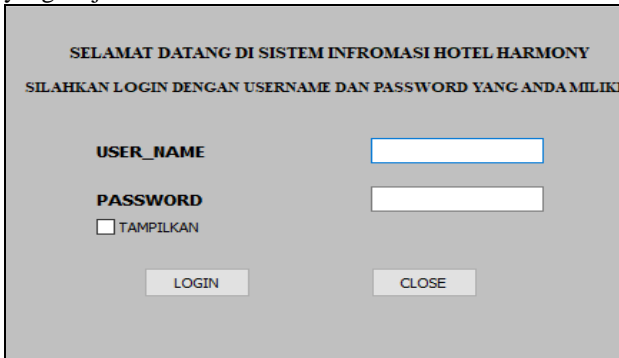 SELAMAT DATANG DI SISTEM INFROMASI HOTEL HARMONY
SILAHKAN LOGIN DENGAN USERNAME DAN PASSWORD YANG ANDA MILIKI
USER_NAME
PASSWORD
TAMPILKAN
LOGIN
CLOSE